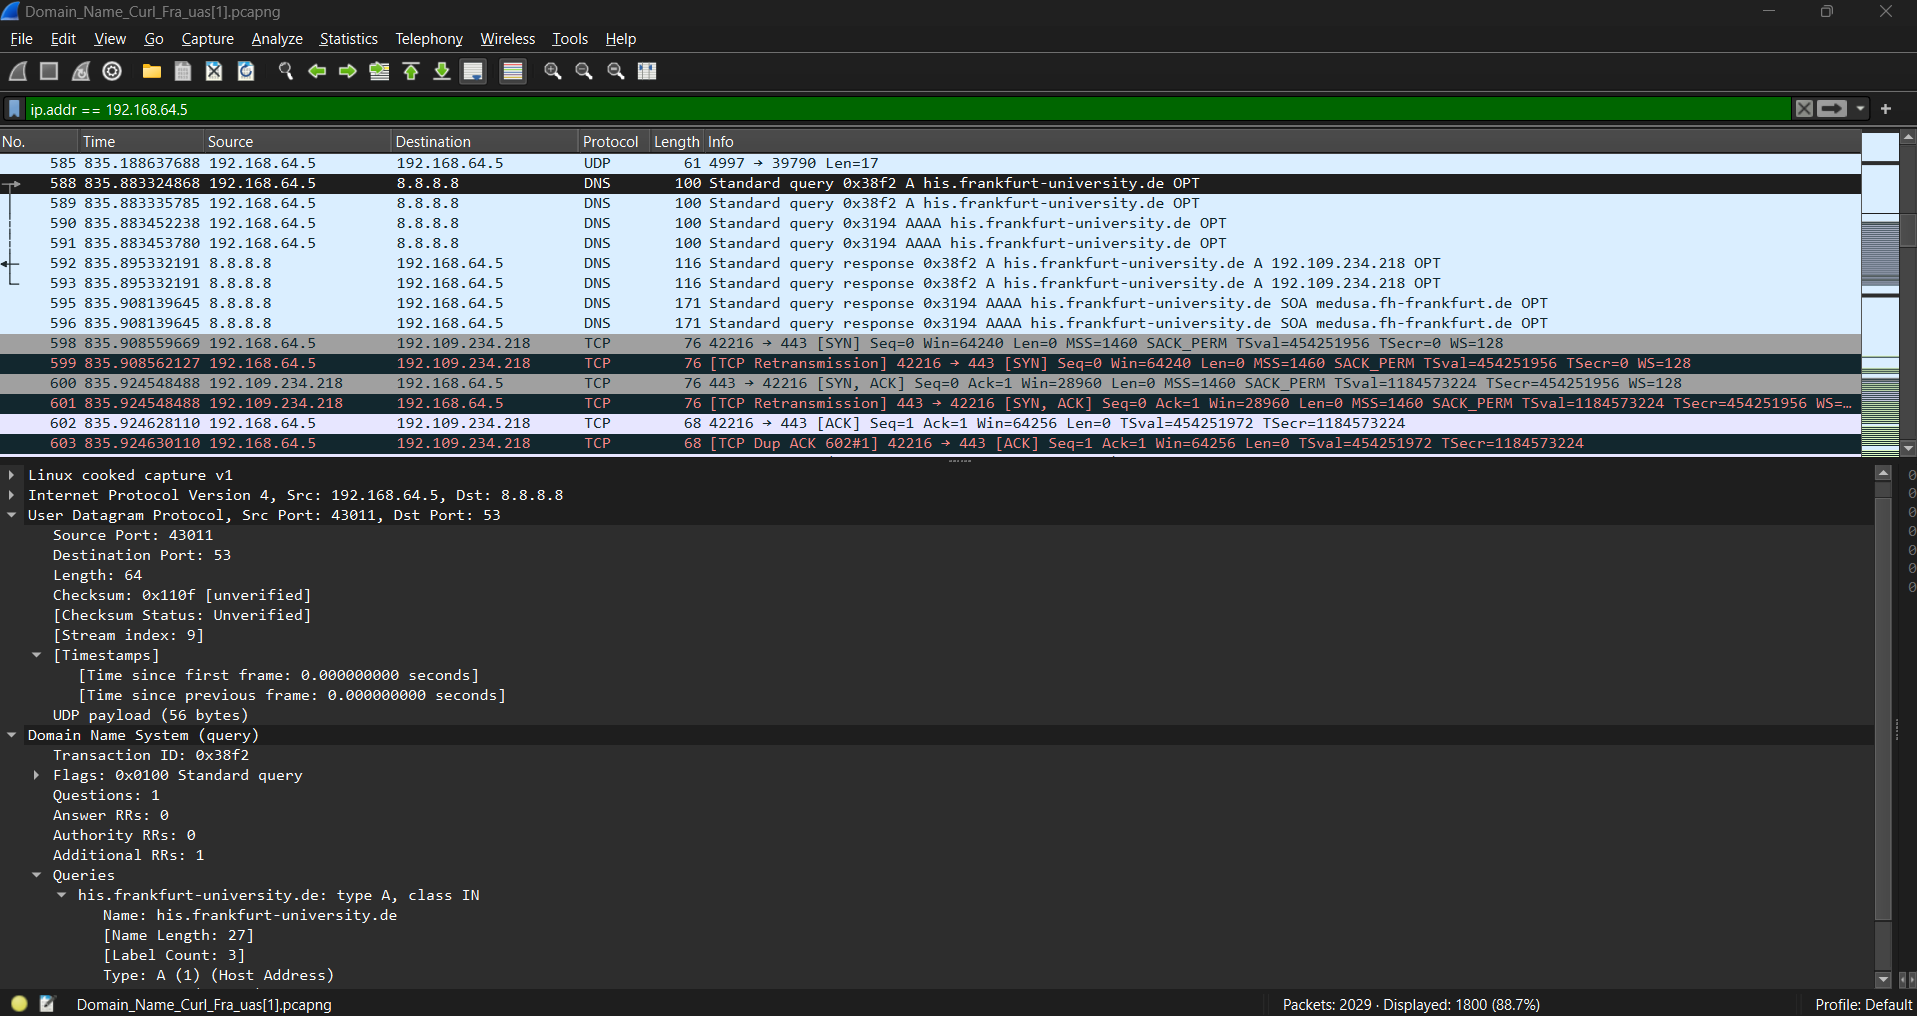 Domain_Name_Curl_Fra_uas[1].pcapng
File Edit View Go Capture Analyze Statistics Telephony Wireless Tools Help
ip.addr == 192.168.64.5
No. Time Source Destination Protocol Length Info
585 835.188637688 192.168.64.5 192.168.64.5 UDP 61 4997 → 39790 Len=17
588 835.883324868 192.168.64.5 8.8.8.8 DNS 100 Standard query 0x38f2 A his.frankfurt-university.de OPT
589 835.883335785 192.168.64.5 8.8.8.8 DNS 100 Standard query 0x38f2 A his.frankfurt-university.de OPT
590 835.883452238 192.168.64.5 8.8.8.8 DNS 100 Standard query 0x3194 AAAA his.frankfurt-university.de OPT
591 835.883453780 192.168.64.5 8.8.8.8 DNS 100 Standard query 0x3194 AAAA his.frankfurt-university.de OPT
592 835.895332191 8.8.8.8 192.168.64.5 DNS 116 Standard query response 0x38f2 A his.frankfurt-university.de A 192.109.234.218 OPT
593 835.895332191 8.8.8.8 192.168.64.5 DNS 116 Standard query response 0x38f2 A his.frankfurt-university.de A 192.109.234.218 OPT
595 835.908139645 8.8.8.8 192.168.64.5 DNS 171 Standard query response 0x3194 AAAA his.frankfurt-university.de SOA medusa.fh-frankfurt.de OPT
596 835.908139645 8.8.8.8 192.168.64.5 DNS 171 Standard query response 0x3194 AAAA his.frankfurt-university.de SOA medusa.fh-frankfurt.de OPT
598 835.908559669 192.168.64.5 192.109.234.218 TCP 76 42216 → 443 [SYN] Seq=0 Win=64240 Len=0 MSS=1460 SACK_PERM TSval=454251956 TSecr=0 WS=128
599 835.908562127 192.168.64.5 192.109.234.218 TCP 76 [TCP Retransmission] 42216 → 443 [SYN] Seq=0 Win=64240 Len=0 MSS=1460 SACK_PERM TSval=454251956 TSecr=0 WS=128
600 835.924548488 192.109.234.218 192.168.64.5 TCP 76 443 → 42216 [SYN, ACK] Seq=0 Ack=1 Win=28960 Len=0 MSS=1460 SACK_PERM TSval=1184573224 TSecr=454251956 WS=128
601 835.924548488 192.109.234.218 192.168.64.5 TCP 76 [TCP Retransmission] 443 → 42216 [SYN, ACK] Seq=0 Ack=1 Win=28960 Len=0 MSS=1460 SACK_PERM TSval=1184573224 TSecr=454251956 WS=…
602 835.924628110 192.168.64.5 192.109.234.218 TCP 68 42216 → 443 [ACK] Seq=1 Ack=1 Win=64256 Len=0 TSval=454251972 TSecr=1184573224
603 835.924630110 192.168.64.5 192.109.234.218 TCP 68 [TCP Dup ACK 602#1] 42216 → 443 [ACK] Seq=1 Ack=1 Win=64256 Len=0 TSval=454251972 TSecr=1184573224
Linux cooked capture v1
Internet Protocol Version 4, Src: 192.168.64.5, Dst: 8.8.8.8
User Datagram Protocol, Src Port: 43011, Dst Port: 53
Source Port: 43011
Destination Port: 53
Length: 64
Checksum: 0x110f [unverified]
[Checksum Status: Unverified]
[Stream index: 9]
[Timestamps]
[Time since first frame: 0.000000000 seconds]
[Time since previous frame: 0.000000000 seconds]
UDP payload (56 bytes)
Domain Name System (query)
Transaction ID: 0x38f2
Flags: 0x0100 Standard query
Questions: 1
Answer RRs: 0
Authority RRs: 0
Additional RRs: 1
Queries
his.frankfurt-university.de: type A, class IN
Name: his.frankfurt-university.de
[Name Length: 27]
[Label Count: 3]
Type: A (1) (Host Address)
Domain_Name_Curl_Fra_uas[1].pcapng Packets: 2029 · Displayed: 1800 (88.7%) Profile: Default